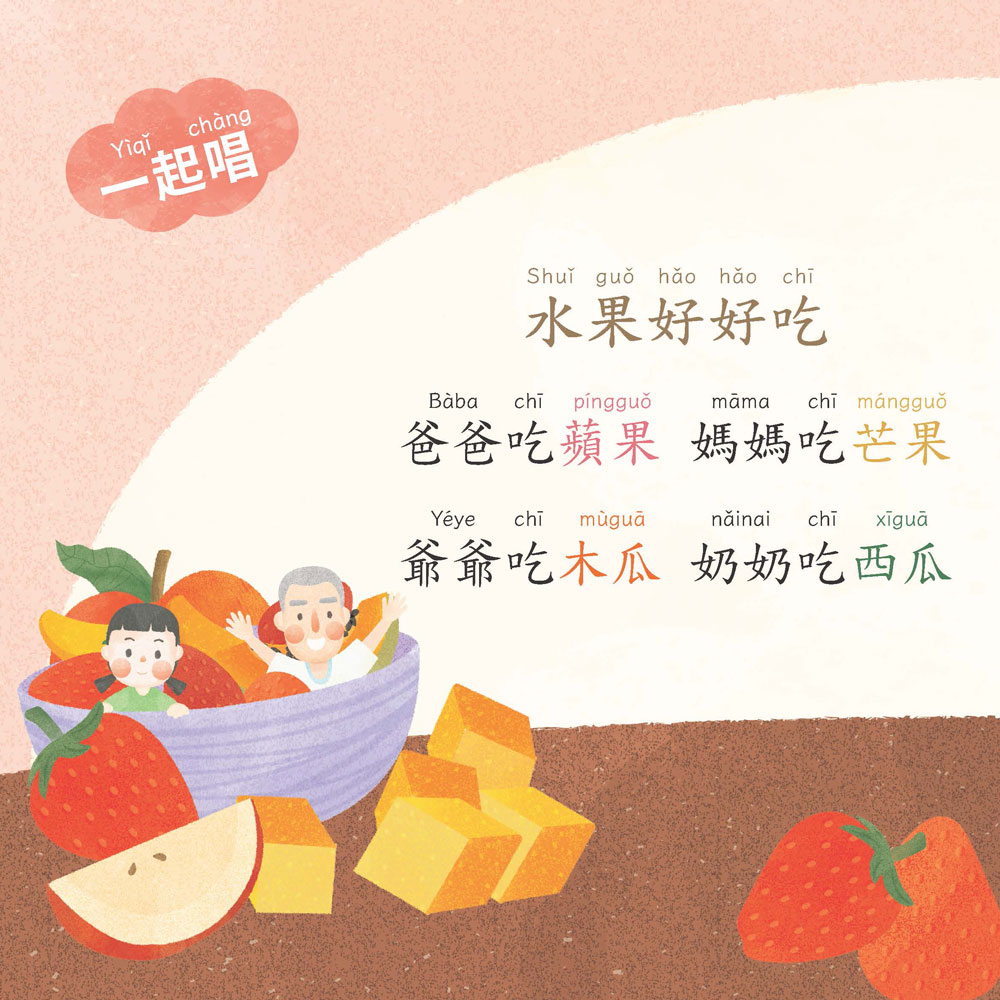 Yìqǐ chàng
一起唱
Shuǐ guǒ hǎo hǎo chī
水果好好吃
Bàba chī píngguǒ māma chī mángguǒ
爸爸吃蘋果 媽媽吃芒果
Yéye chī mùguā nǎinai chī xīguā
爺爺吃木瓜 奶奶吃西瓜